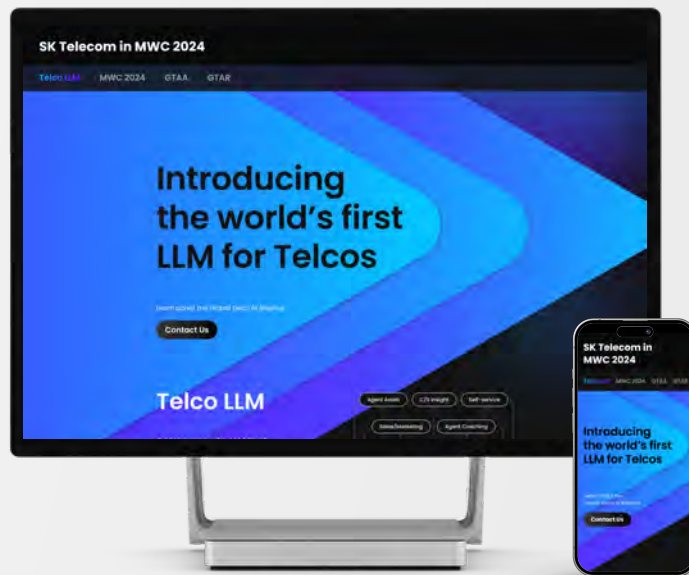 SK Telecom in MWC 2024
Telco LLM MWC 2024 GTAA GTAR
Introducing
the world's first
LLM for Telcos
Contact Us
Telco LLM
Agent Assist C/S Insight Self-service
Sales/Marketing Agent Coaching
SK Telecom in
MWC 2024
MWC 2024 GTAA GTAR
Introducing
the world's first
LLM for Telcos
Contact Us